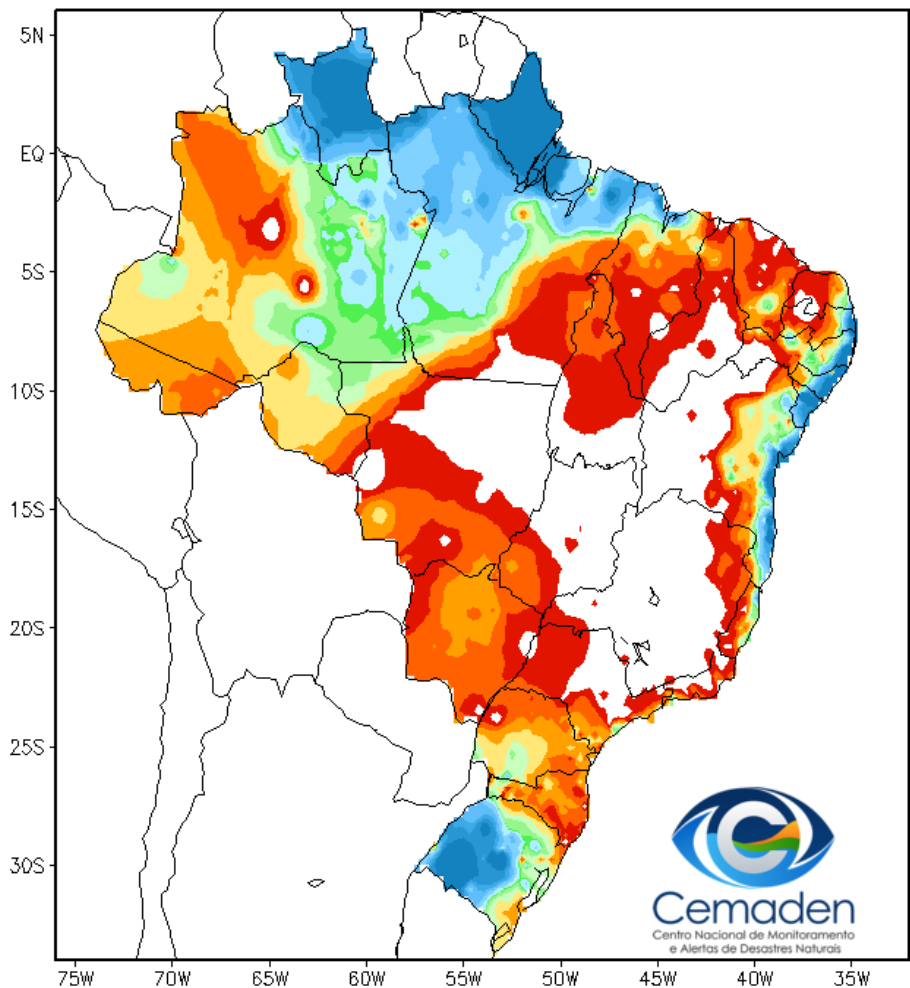 5N
EQ
5S
10S
15S
20S
25S
30S
75W 70W 65W 60W 55W 50W 45W 40W 35W
Cemaden
Centro Nacional de Monitoramento
e Alertas de Desastres Naturais